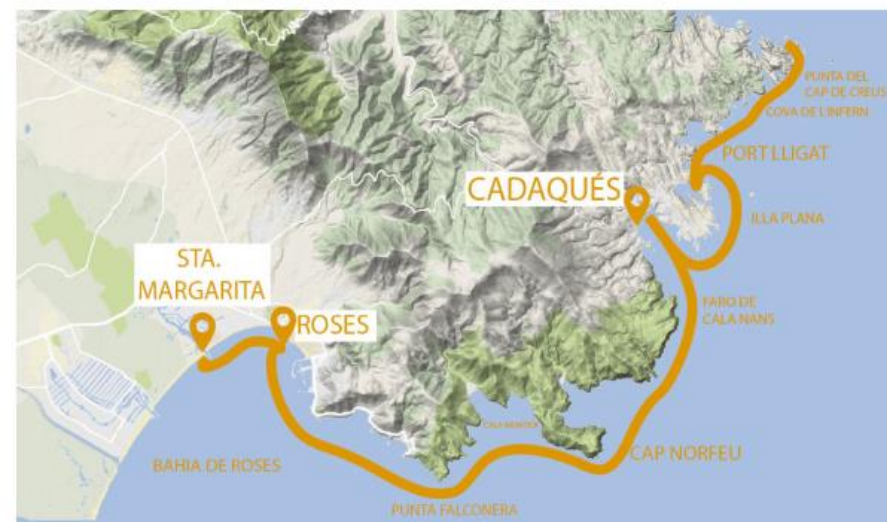 PUNTA DEL
CAP DE CREUS
COVA DE L'INFERN
PORT LLIGAT
CADAQUÉS
ILLA PLANA
STA.
MARGARITA
ROSES
FARO DE
CALA NANS
CAP NORFEU
BAHIA DE ROSES
PUNTA FALCONERA